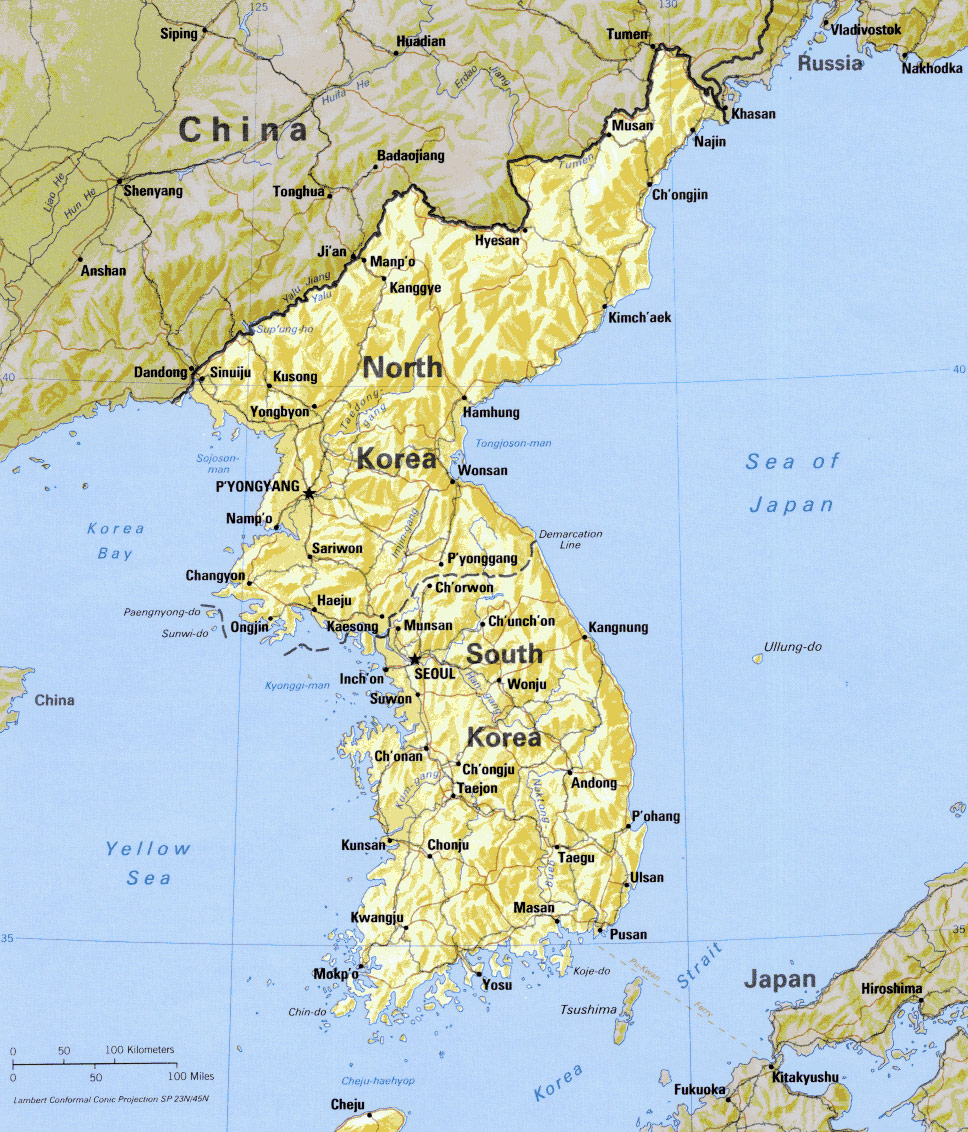 125
130
Siping
Huadian
Tumen
Vladivostok
Russia
Nakhodka
Erdao
Jiang
Huifa He
China
Khasan
Musan
Najin
Badaojiang
Tumen
Liao He
Hun He
Shenyang
Tonghua
Ch'ongjin
Hyesan
Ji'an
Manp'o
Anshan
Kanggye
Yalu Jiang
Yalu
Kimch'aek
Sup'ung-ho
North
Dandong
Sinuiju
Kusong
40
40
Yongbyon
Taedong-
gang
Hamhung
Tongjoson-man
Korea
Sojoson-
man
Sea of
Japan
Wonsan
P'YONGYANG
Namp'o
Korea
Bay
Imjin-gang
Demarcation
Line
Sariwon
P'yonggang
Changyon
Ch'orwon
Haeju
Paengnyong-do
Sunwi-do
Ongjin
Kaesong
Munsan
Ch'unch'on
Kangnung
South
Ullung-do
SEOUL
Inch'on
Kyonggi-man
Han-gang
Wonju
China
Suwon
Korea
Ch'onan
Ch'ongju
Kum-gang
Taejon
Andong
Naktong
gang
P'ohang
Yellow
Sea
Kunsan
Chonju
Taegu
Ulsan
Kwangju
Masan
Pusan
35
35
Mokp'o
Yosu
Koje-do
Pu-Kwan
ferry
Strait
Japan
Hiroshima
Chin-do
Tsushima
0 50 100 Kilometers
0 50 100 Miles
Lambert Conformal Conic Projection SP 23N/45N
Cheju-haehyop
Korea
Kitakyushu
Fukuoka
Cheju